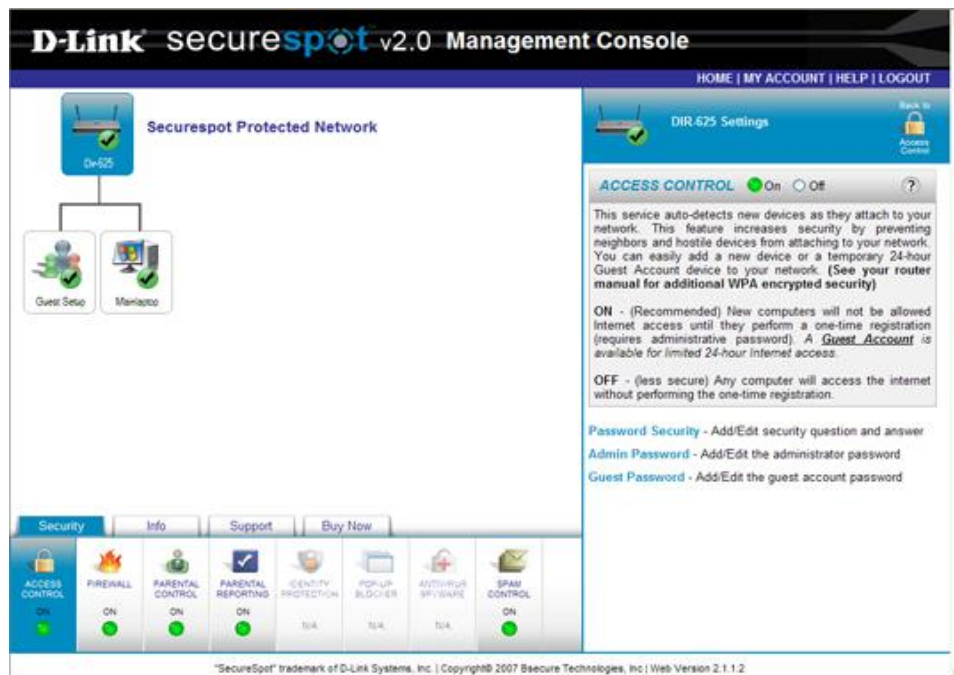 D-Link securespot v2.0 Management Console
HOME | MY ACCOUNT | HELP | LOGOUT
Dir-625
Securespot Protected Network
Guest Setup
Mainlaptop
DIR-625 Settings
Back to
Access
Control
ACCESS CONTROL On Off ?
This service auto-detects new devices as they attach to your
network. This feature increases security by preventing
neighbors and hostile devices from attaching to your network.
You can easily add a new device or a temporary 24-hour
Guest Account device to your network. (See your router
manual for additional WPA encrypted security)
ON - (Recommended) New computers will not be allowed
Internet access until they perform a one-time registration
(requires administrative password). A Guest Account is
available for limited 24-hour Internet access.
OFF - (less secure) Any computer will access the internet
without performing the one-time registration.
Password Security - Add/Edit security question and answer
Admin Password - Add/Edit the administrator password
Guest Password - Add/Edit the guest account password
Security
Info
Support
Buy Now
ACCESS
CONTROL
ON
FIREWALL
ON
PARENTAL
CONTROL
ON
PARENTAL
REPORTING
ON
IDENTITY
PROTECTION
N/A
POP-UP
BLOCKER
N/A
ANTIVIRUS
SPYWARE
N/A
SPAM
CONTROL
ON
"SecureSpot" trademark of D-Link Systems, Inc. | Copyright© 2007 Bsecure Technologies, Inc | Web Version 2.1.1.2